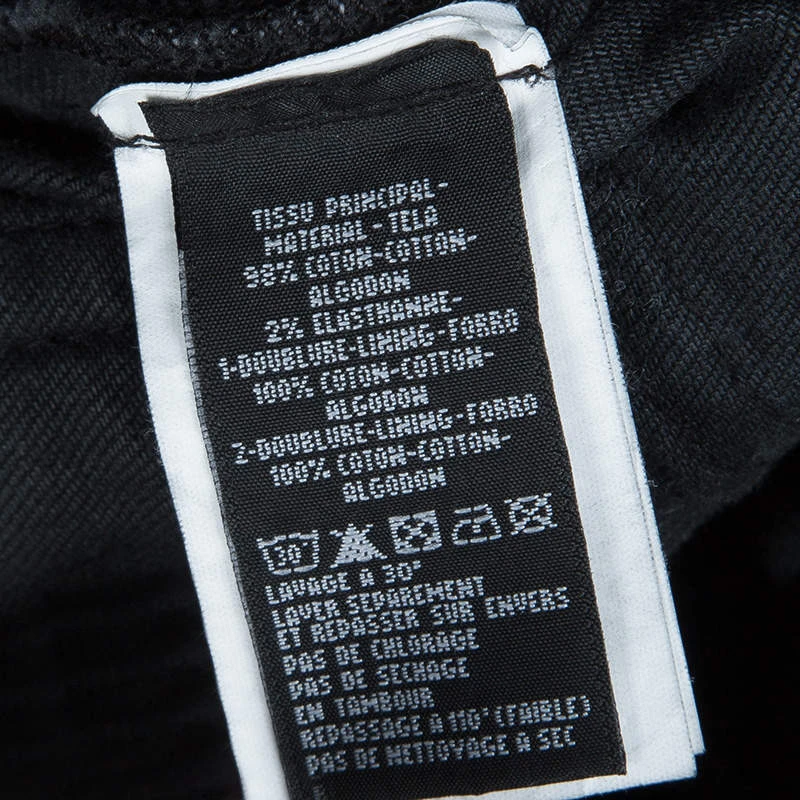 TISSU PRINCIPAL-
MATERIAL-TELA
98% COTON-COTTON-
ALGODON
2% ELASTHANNE-
1-DOUBLURE-LINING-FORRO
100% COTON-COTTON-
ALGODON
2-DOUBLURE-LINING-FORRO
100% COTON-COTTON-
ALGODON
30°
LAVAGE A 30°
LAVER SEPAREMENT
ET REPASSER SUR ENVERS
PAS DE CHLORAGE
PAS DE SECHAGE
EN TAMBOUR
REPASSAGE A 110° (FAIBLE)
PAS DE NETTOYAGE A SEC